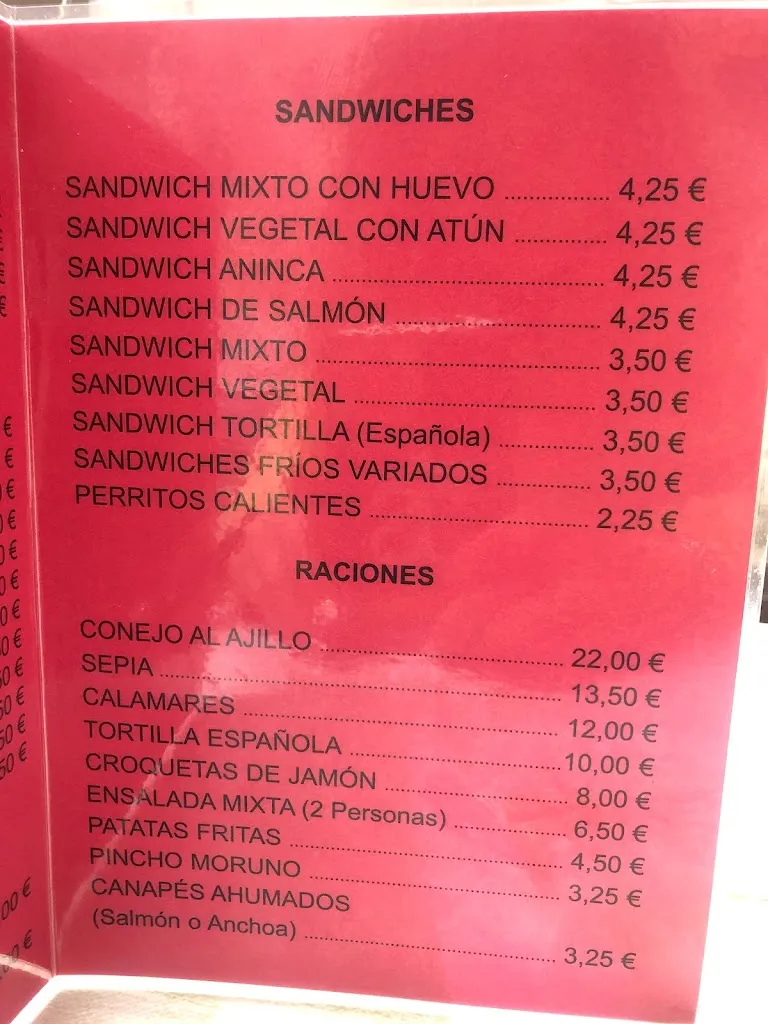 SANDWICHES
SANDWICH MIXTO CON HUEVO ............. 4,25 €
SANDWICH VEGETAL CON ATÚN ............ 4,25 €
SANDWICH ANINCA ................................... 4,25 €
SANDWICH DE SALMÓN .......................... 4,25 €
SANDWICH MIXTO ..................................... 3,50 €
SANDWICH VEGETAL ............................... 3,50 €
SANDWICH TORTILLA (Española) ............ 3,50 €
SANDWICHES FRÍOS VARIADOS ............ 3,50 €
PERRITOS CALIENTES ............................. 2,25 €
RACIONES
CONEJO AL AJILLO ................................... 22,00 €
SEPIA ......................................................... 13,50 €
CALAMARES ............................................. 12,00 €
TORTILLA ESPAÑOLA .............................. 10,00 €
CROQUETAS DE JAMÓN ......................... 8,00 €
ENSALADA MIXTA (2 Personas) ............... 6,50 €
PATATAS FRITAS ...................................... 4,50 €
PINCHO MORUNO .................................... 3,25 €
CANAPÉS AHUMADOS
(Salmón o Anchoa) ..................................... 3,25 €